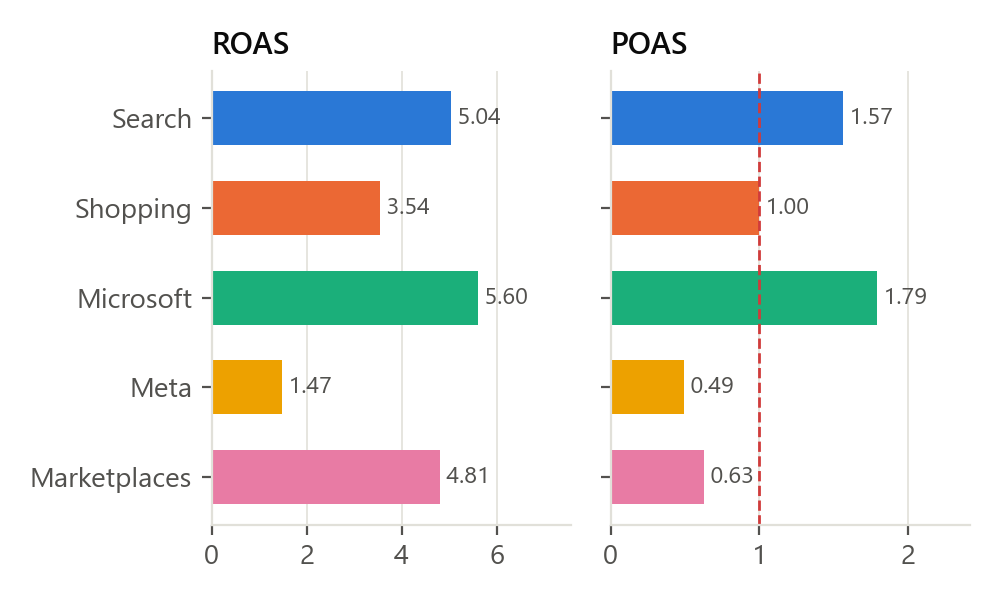 ROAS
POAS
Search
5.04
1.57
Shopping
3.54
1.00
Microsoft
5.60
1.79
Meta
1.47
0.49
Marketplaces
4.81
0.63
0 2 4 6
0 1 2